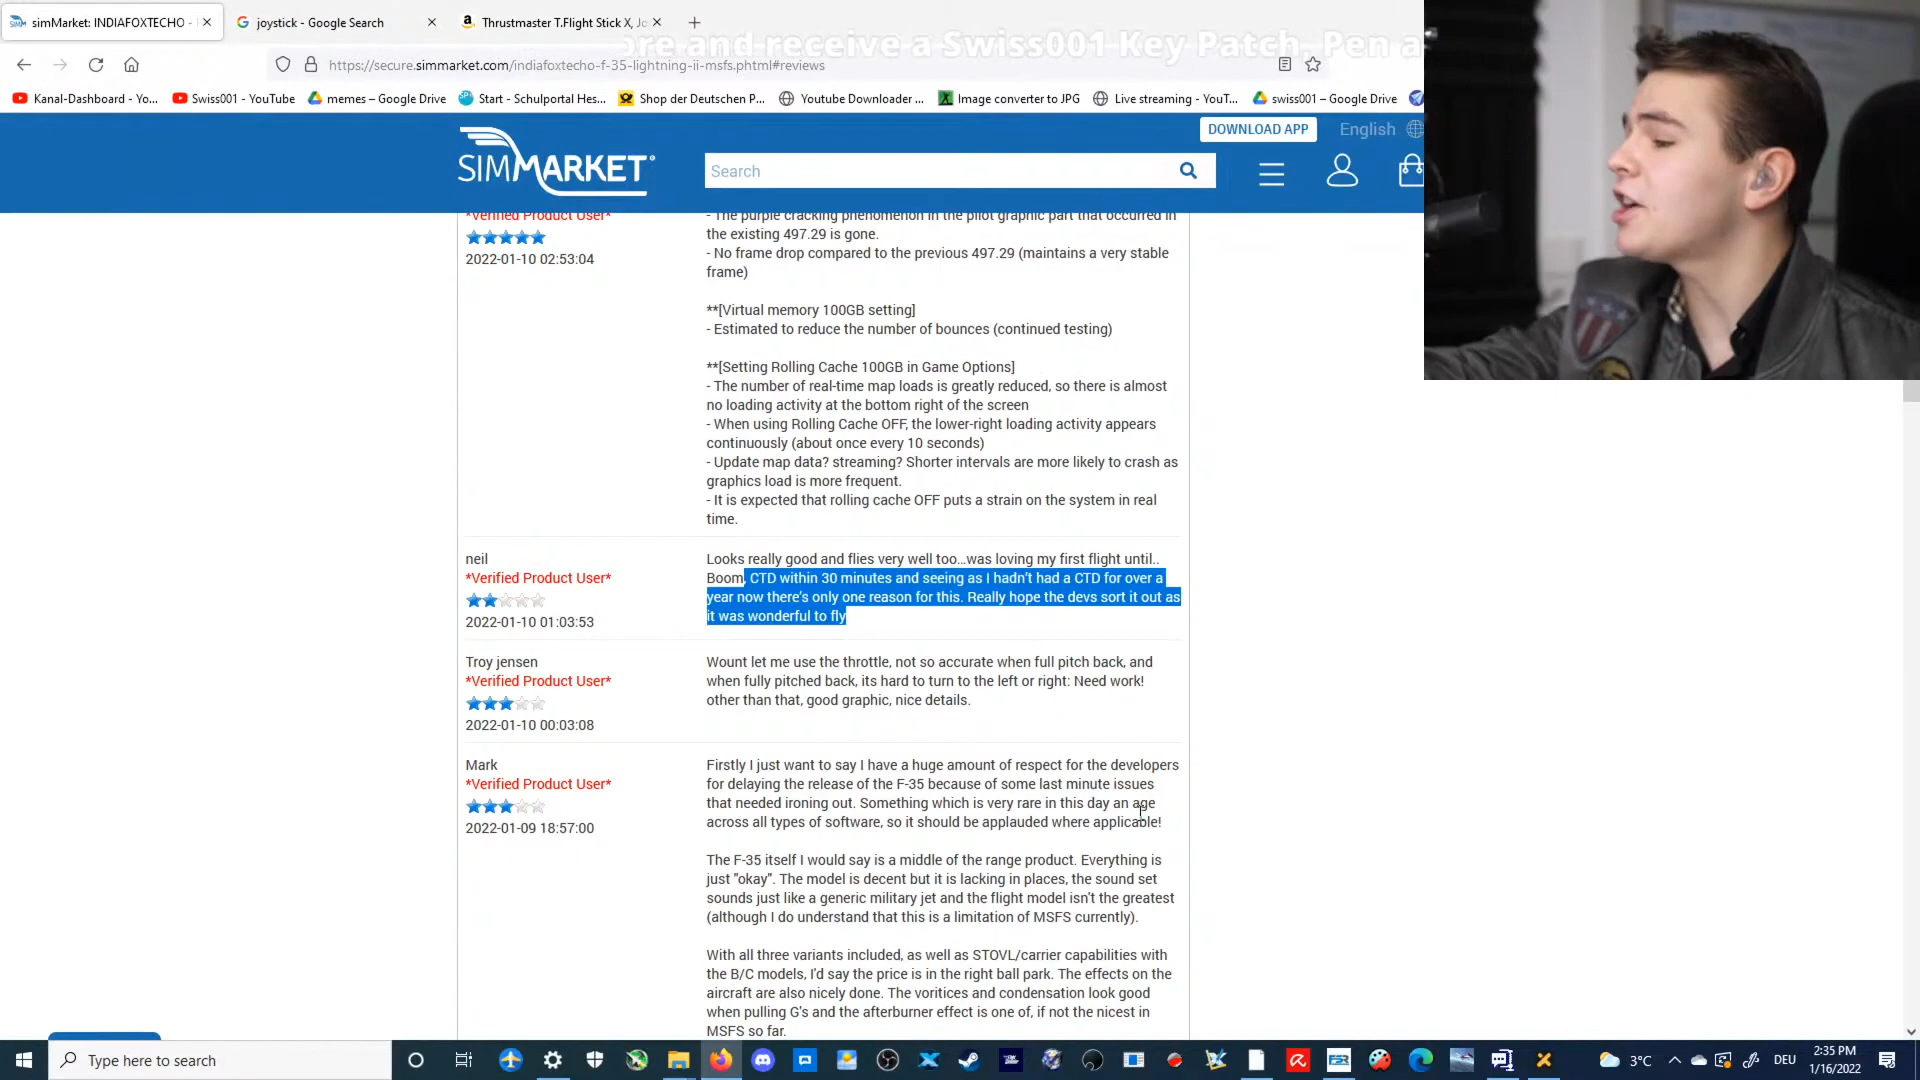 simMarket: INDIAFOXTECHO -
joystick - Google Search
Thrustmaster T.Flight Stick X, Jo
ore and receive a Swiss001 Key Patch, Pen a
https://secure.simmarket.com/indiafoxtecho-f-35-lightning-ii-msfs.phtml#reviews
Kanal-Dashboard - Yo...
Swiss001 - YouTube
memes – Google Drive
Start - Schulportal Hes...
Shop der Deutschen P...
Youtube Downloader ...
Image converter to JPG
Live streaming - YouT...
swiss001 – Google Drive
DOWNLOAD APP
English
SIMMARKET
Search
*Verified Product User*
2022-01-10 02:53:04
- The purple cracking phenomenon in the pilot graphic part that occurred in
the existing 497.29 is gone.
- No frame drop compared to the previous 497.29 (maintains a very stable
frame)
**[Virtual memory 100GB setting]
- Estimated to reduce the number of bounces (continued testing)
**[Setting Rolling Cache 100GB in Game Options]
- The number of real-time map loads is greatly reduced, so there is almost
no loading activity at the bottom right of the screen
- When using Rolling Cache OFF, the lower-right loading activity appears
continuously (about once every 10 seconds)
- Update map data? streaming? Shorter intervals are more likely to crash as
graphics load is more frequent.
- It is expected that rolling cache OFF puts a strain on the system in real
time.
neil
*Verified Product User*
2022-01-10 01:03:53
Looks really good and flies very well too...was loving my first flight until..
Boom, CTD within 30 minutes and seeing as I hadn't had a CTD for over a
year now there's only one reason for this. Really hope the devs sort it out as
it was wonderful to fly
Troy jensen
*Verified Product User*
2022-01-10 00:03:08
Wount let me use the throttle, not so accurate when full pitch back, and
when fully pitched back, its hard to turn to the left or right: Need work!
other than that, good graphic, nice details.
Mark
*Verified Product User*
2022-01-09 18:57:00
Firstly I just want to say I have a huge amount of respect for the developers
for delaying the release of the F-35 because of some last minute issues
that needed ironing out. Something which is very rare in this day an age
across all types of software, so it should be applauded where applicable!
The F-35 itself I would say is a middle of the range product. Everything is
just "okay". The model is decent but it is lacking in places, the sound set
sounds just like a generic military jet and the flight model isn't the greatest
(although I do understand that this is a limitation of MSFS currently).
With all three variants included, as well as STOVL/carrier capabilities with
the B/C models, I'd say the price is in the right ball park. The effects on the
aircraft are also nicely done. The voritices and condensation look good
when pulling G's and the afterburner effect is one of, if not the nicest in
MSFS so far.
Type here to search
FSR
3°C
DEU
2:35 PM
1/16/2022